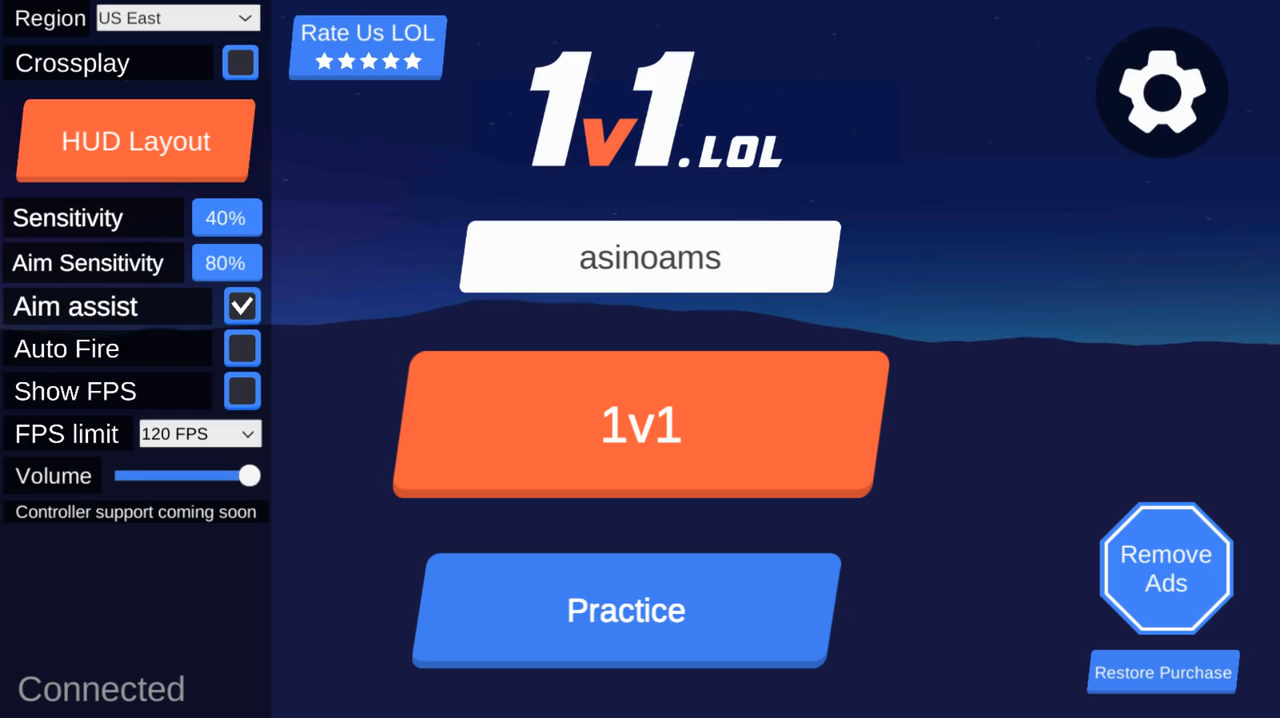 Region
US East
Crossplay
HUD Layout
Sensitivity
40%
Aim Sensitivity
80%
Aim assist
Auto Fire
Show FPS
FPS limit
120 FPS
Volume
Controller support coming soon
Connected
Rate Us LOL
1v1.LOL
asinoams
1v1
Practice
Remove
Ads
Restore Purchase